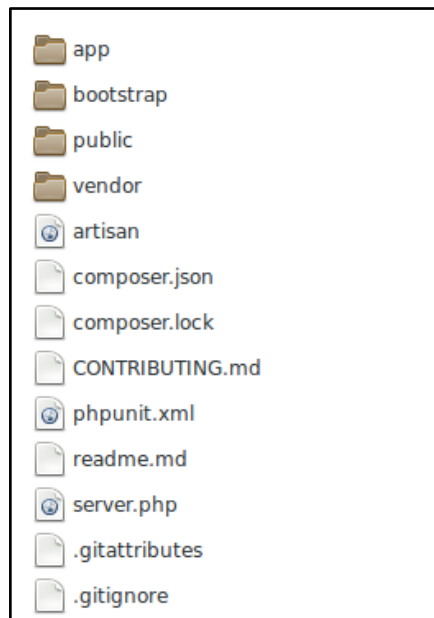 app
bootstrap
public
vendor
artisan
composer.json
composer.lock
CONTRIBUTING.md
phpunit.xml
readme.md
server.php
.gitattributes
.gitignore